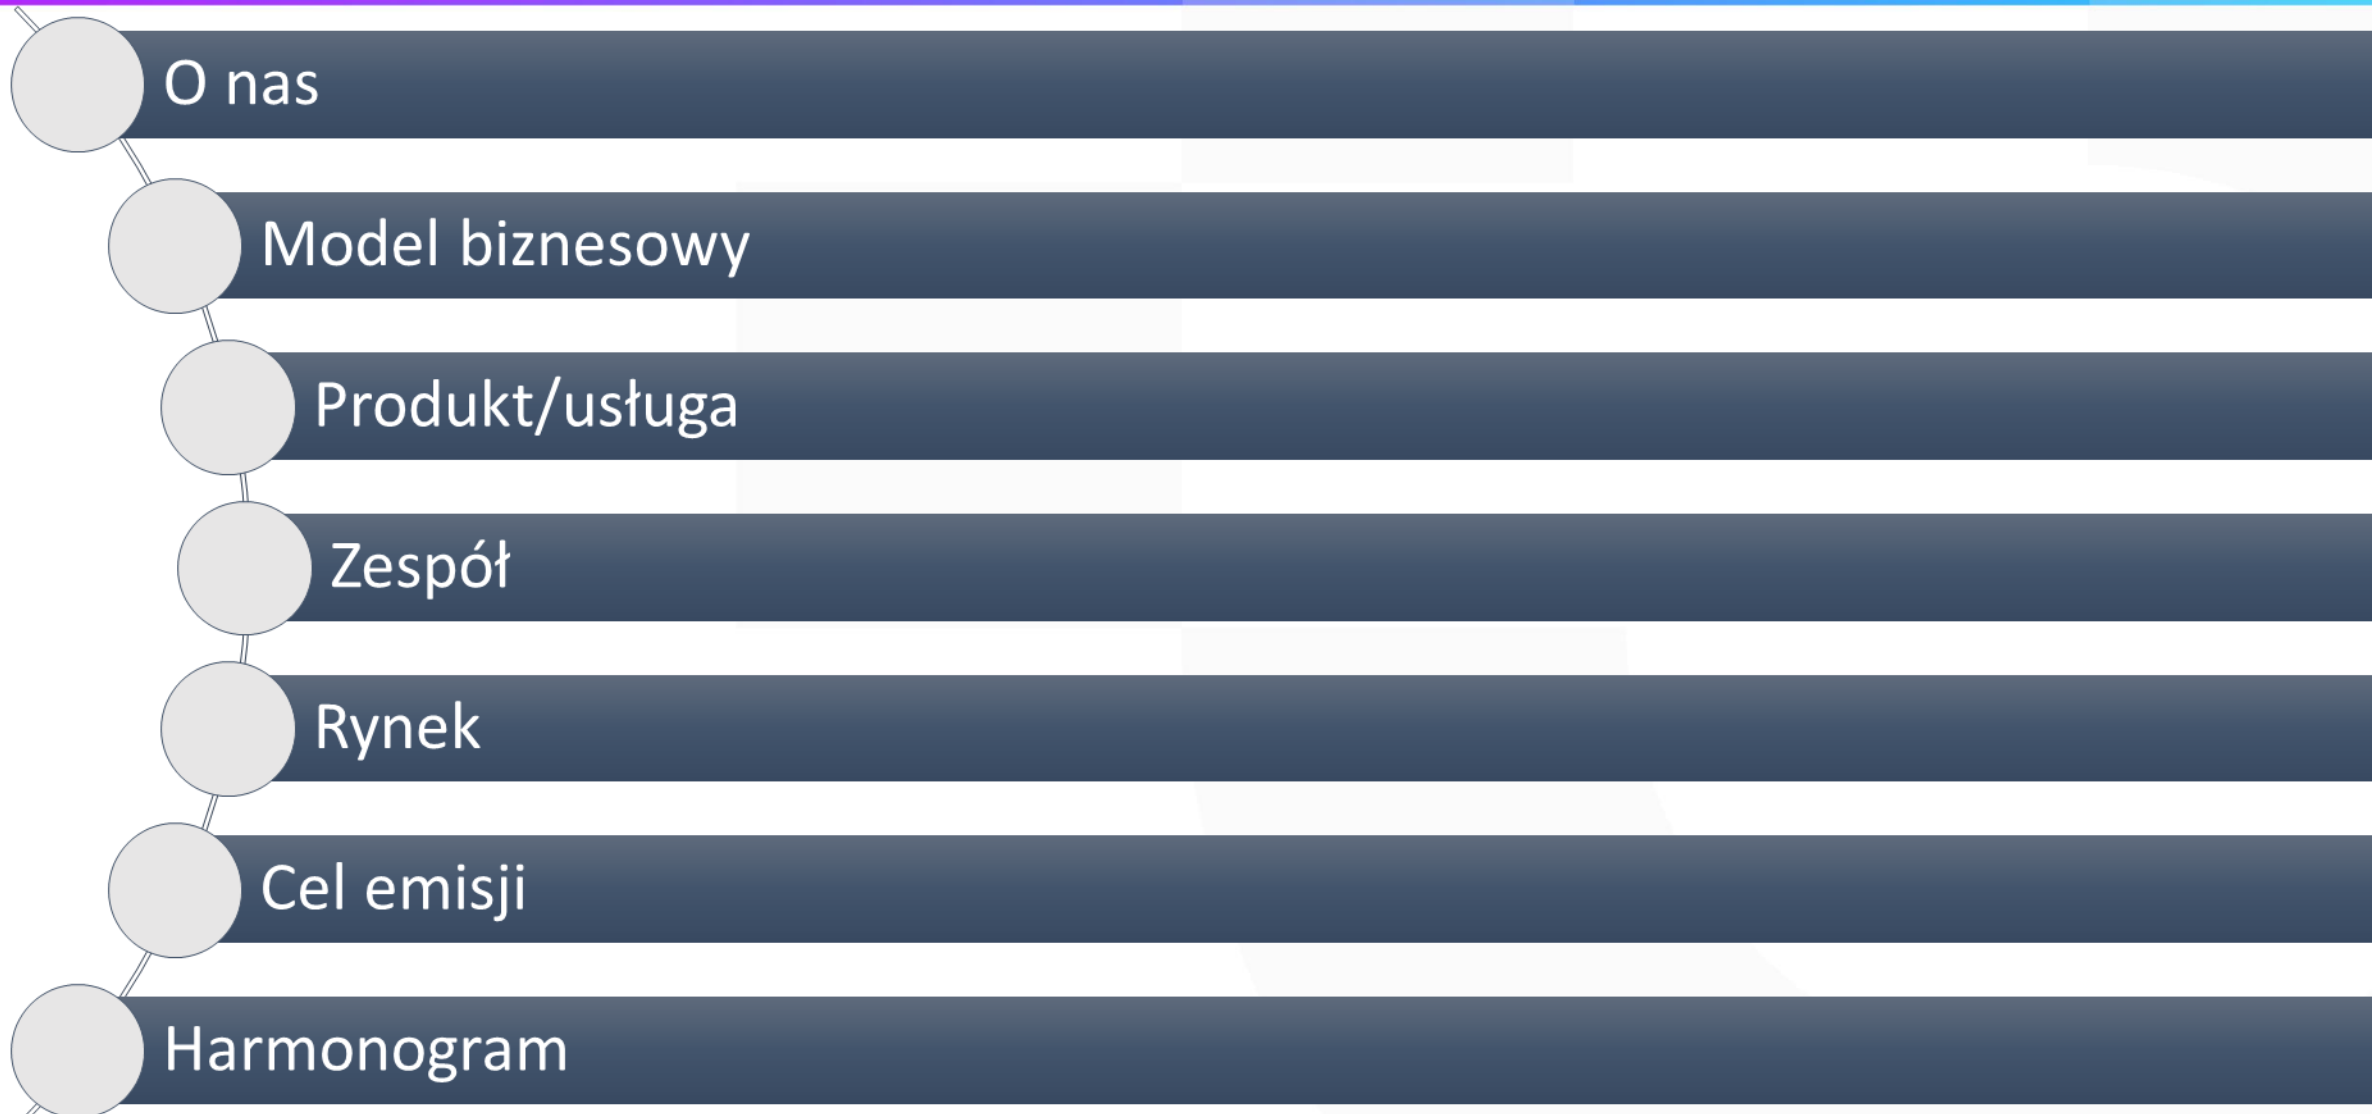 O nas
Model biznesowy
Produkt/usługa
Zespół
Rynek
Cel emisji
Harmonogram